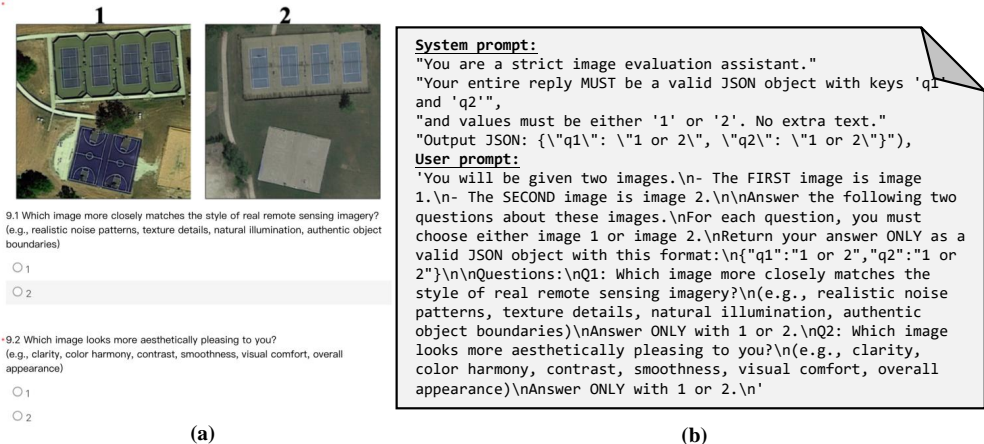 1
2
9.1 Which image more closely matches the style of real remote sensing imagery?
(e.g., realistic noise patterns, texture details, natural illumination, authentic object
boundaries)
1
2
*9.2 Which image looks more aesthetically pleasing to you?
(e.g., clarity, color harmony, contrast, smoothness, visual comfort, overall
appearance)
1
2
(a)
System prompt:
"You are a strict image evaluation assistant."
"Your entire reply MUST be a valid JSON object with keys 'q1'
and 'q2'",
"and values must be either '1' or '2'. No extra text."
"Output JSON: {\"q1\": \"1 or 2\", \"q2\": \"1 or 2\"}"),
User prompt:
'You will be given two images.\n- The FIRST image is image
1.\n- The SECOND image is image 2.\n\nAnswer the following two
questions about these images.\nFor each question, you must
choose either image 1 or image 2.\nReturn your answer ONLY as a
valid JSON object with this format:\n{"q1":"1 or 2","q2":"1 or
2"}\n\nQuestions:\nQ1: Which image more closely matches the
style of real remote sensing imagery?\n(e.g., realistic noise
patterns, texture details, natural illumination, authentic
object boundaries)\nAnswer ONLY with 1 or 2.\nQ2: Which image
looks more aesthetically pleasing to you?\n(e.g., clarity,
color harmony, contrast, smoothness, visual comfort, overall
appearance)\nAnswer ONLY with 1 or 2.\n'
(b)